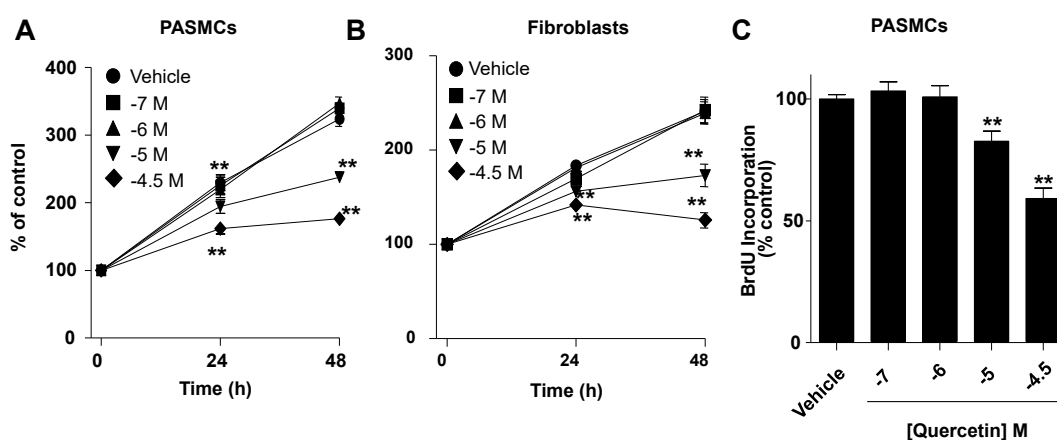 A
PASMCs
% of control
400
300
200
100
0
Vehicle
-7 M
-6 M
-5 M
-4.5 M
**
**
**
**
0
24
48
Time (h)
B
Fibroblasts
300
200
100
0
Vehicle
-7 M
-6 M
-5 M
-4.5 M
**
**
**
**
0
24
48
Time (h)
C
PASMCs
BrdU Incorporation
(% control)
100
50
0
**
**
Vehicle
-7
-6
-5
-4.5
[Quercetin] M